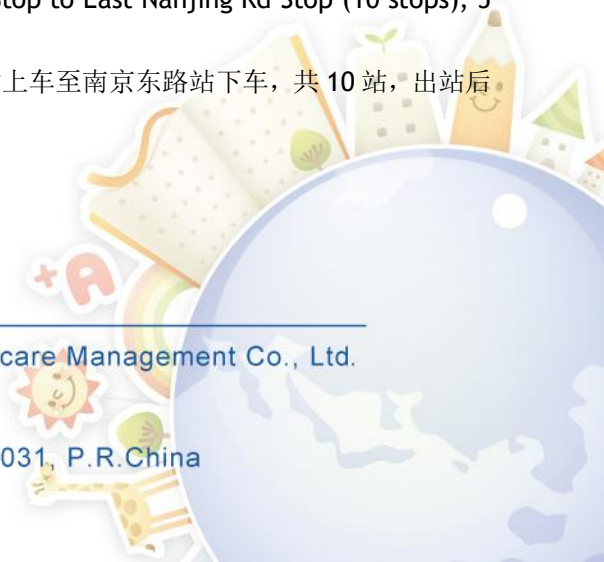 Stop to East Nanjing Rd Stop (10 stops), 5
上车至南京东路站下车，共 10 站，出站后
+A
care Management Co., Ltd.
031, P.R.China